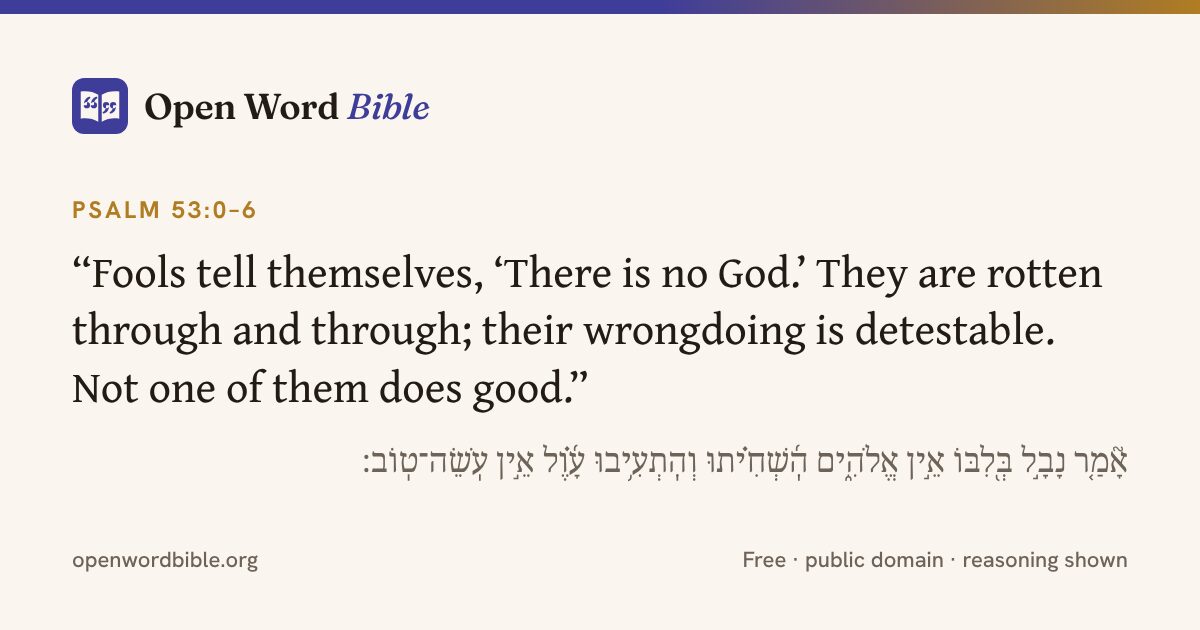 Open Word Bible
PSALM 53:0–6
“Fools tell themselves, ‘There is no God.’ They are rotten
through and through; their wrongdoing is detestable.
Not one of them does good.”
אָ֘מַ֤ר נָבָ֣ל בְּ֭לִבּוֹ אֵ֣ין אֱלֹהִ֑ים הִֽ֝שְׁחִ֗יתוּ וְהִֽתְעִ֥יבוּ עָ֝֗וֶל אֵ֣ין עֹֽשֵׂה־טֽוֹב׃
openwordbible.org
Free · public domain · reasoning shown